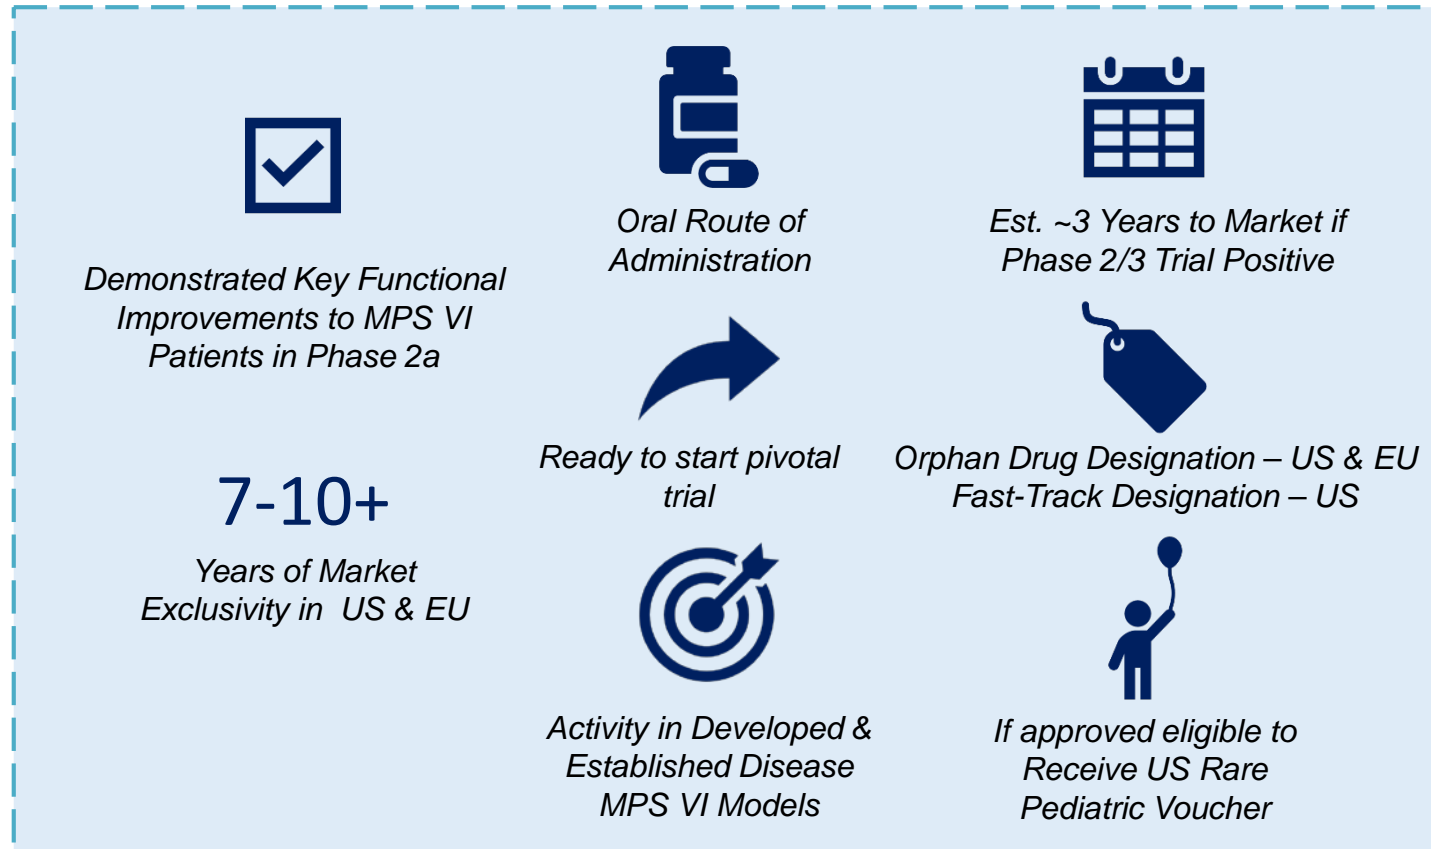 Demonstrated Key Functional
Improvements to MPS VI
Patients in Phase 2a
7-10+
Years of Market
Exclusivity in US & EU
Oral Route of
Administration
Ready to start pivotal
trial
Activity in Developed &
Established Disease
MPS VI Models
Est. ~3 Years to Market if
Phase 2/3 Trial Positive
Orphan Drug Designation – US & EU
Fast-Track Designation – US
If approved eligible to
Receive US Rare
Pediatric Voucher